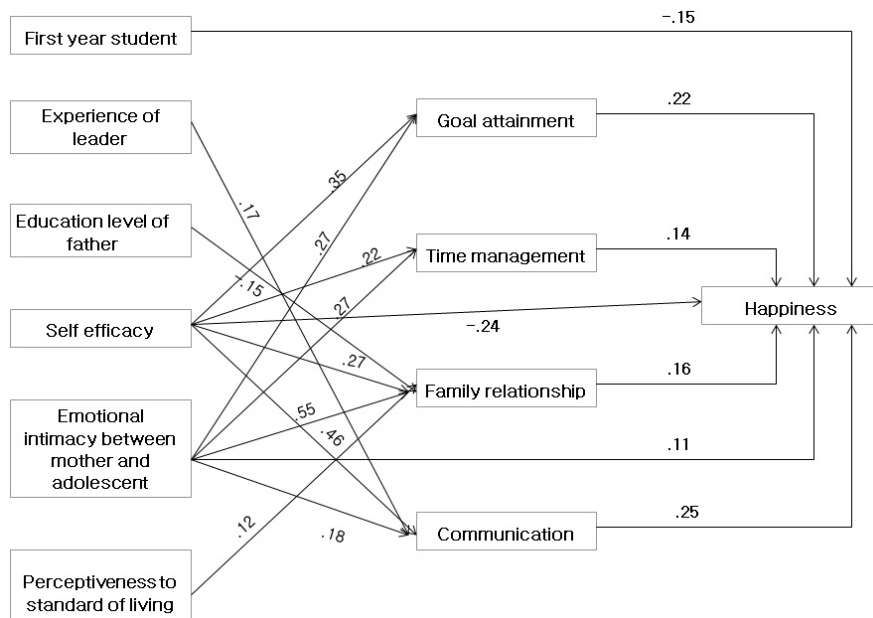 -.15
First year student
.22
Experience of
leader
Goal attainment
.35
.17
Education level of
father
.27
.14
.22
Time management
-.15
.27
Happiness
Self efficacy
-.24
.27
.16
Family relationship
Emotional
intimacy between
mother and
adolescent
.55
.46
.11
.12
.18
.25
Communication
Perceptiveness to
standard of living